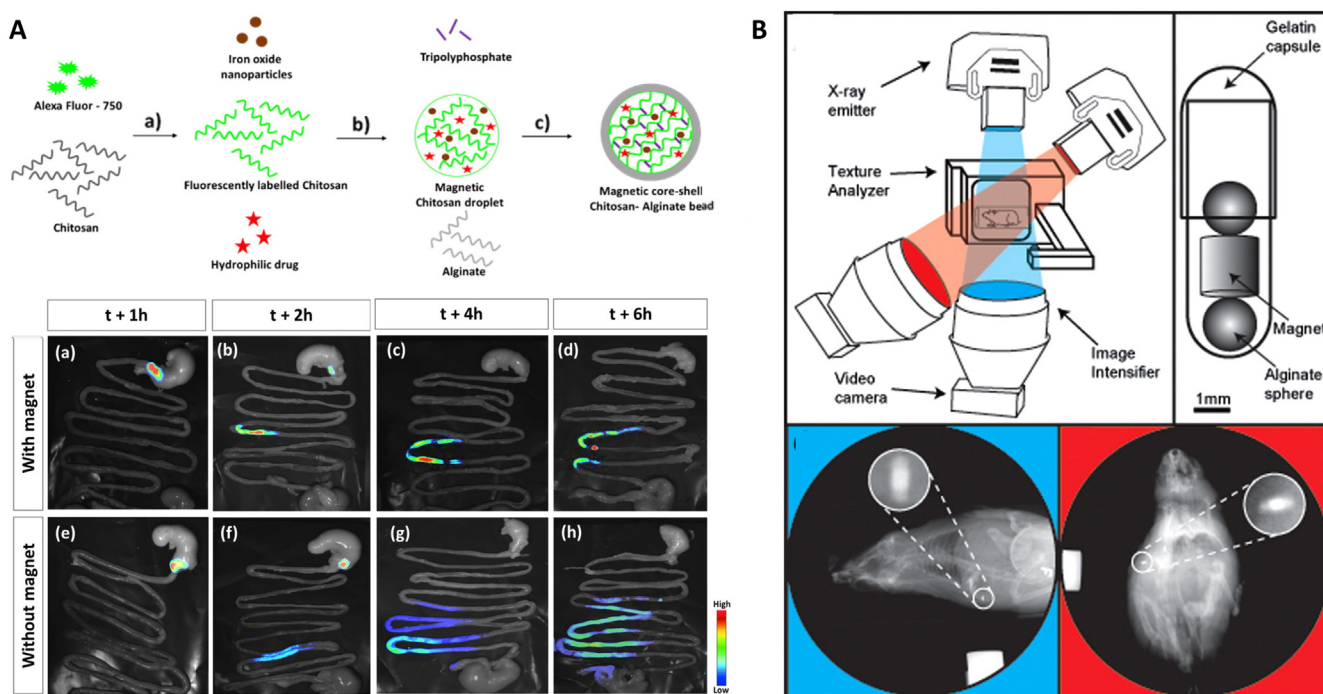 A
Iron oxide
nanoparticles
Tripolyphosphate
Alexa Fluor - 750
a)
b)
c)
Fluorescently labelled Chitosan
Magnetic
Chitosan droplet
Magnetic core-shell
Chitosan- Alginate bead
Chitosan
Hydrophilic drug
Alginate
t + 1h
t + 2h
t + 4h
t + 6h
With magnet
(a)
(b)
(c)
(d)
Without magnet
(e)
(f)
(g)
(h)
High
Low
B
X-ray
emitter
Texture
Analyzer
Video
camera
Image
Intensifier
Gelatin
capsule
Magnet
Alginate
sphere
1mm